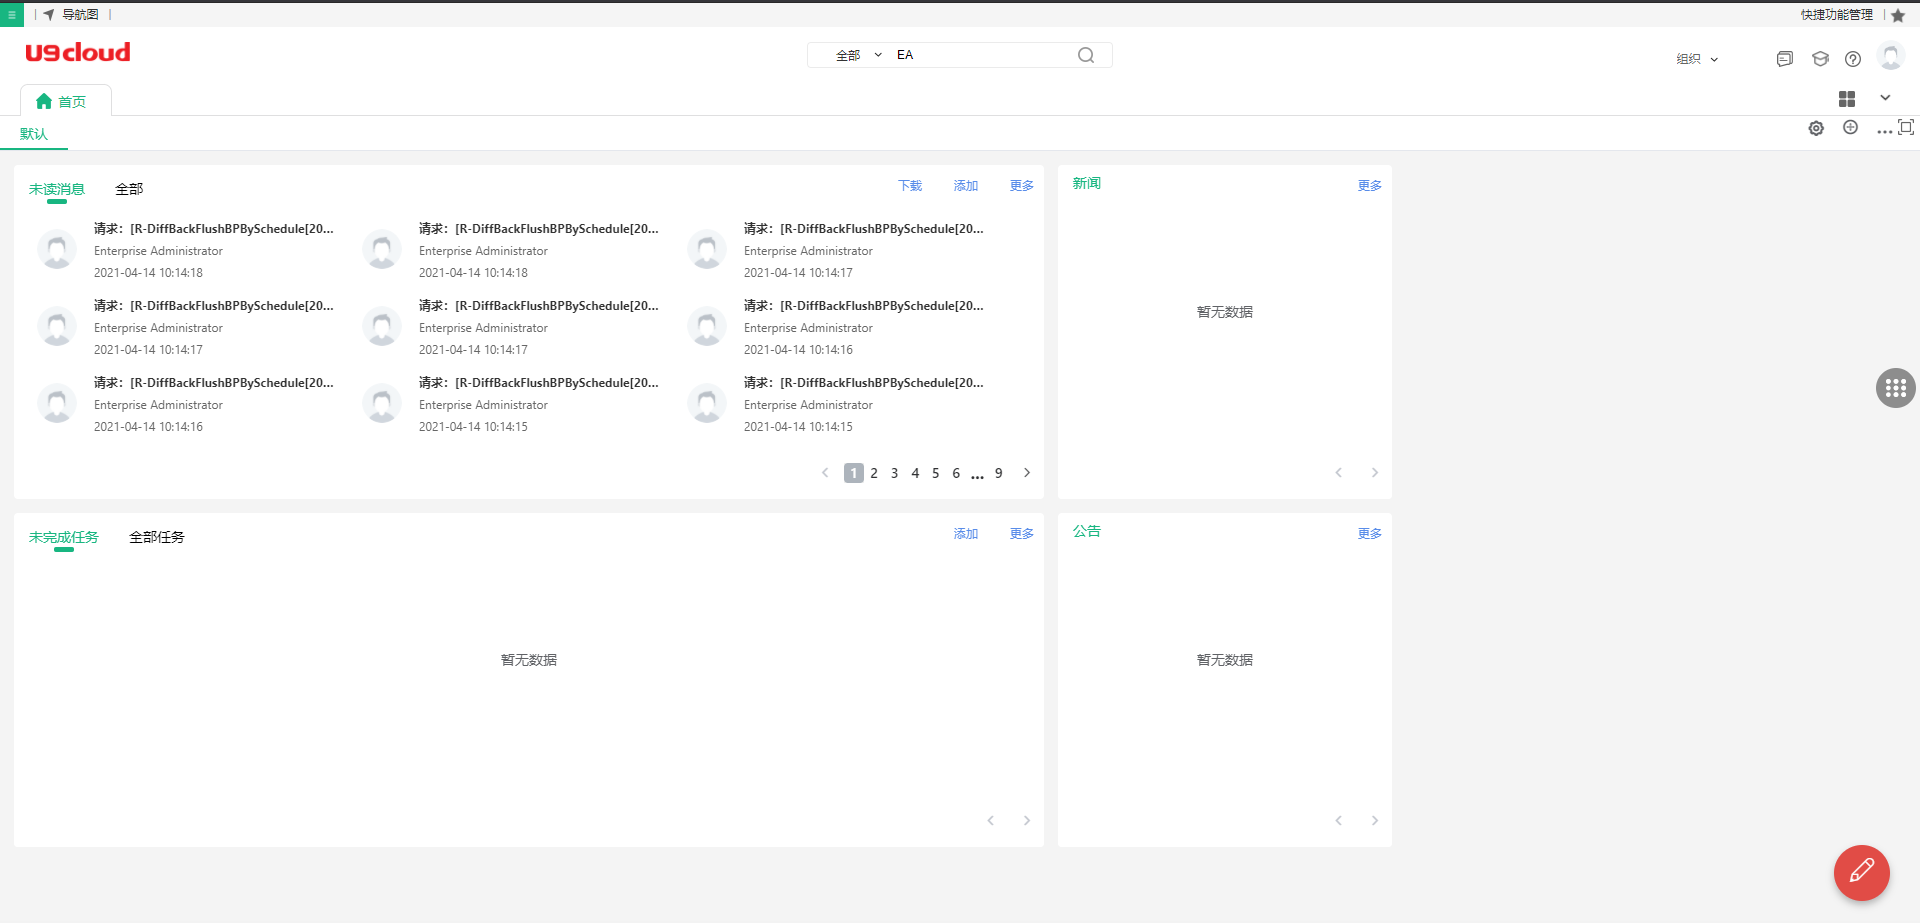 导航图
快捷功能管理
U9cloud
全部 EA
组织
首页
默认
未读消息 全部 下载 添加 更多
请求：[R-DiffBackFlushBPBySchedule[20...
Enterprise Administrator
2021-04-14 10:14:18
请求：[R-DiffBackFlushBPBySchedule[20...
Enterprise Administrator
2021-04-14 10:14:18
请求：[R-DiffBackFlushBPBySchedule[20...
Enterprise Administrator
2021-04-14 10:14:17
请求：[R-DiffBackFlushBPBySchedule[20...
Enterprise Administrator
2021-04-14 10:14:17
请求：[R-DiffBackFlushBPBySchedule[20...
Enterprise Administrator
2021-04-14 10:14:17
请求：[R-DiffBackFlushBPBySchedule[20...
Enterprise Administrator
2021-04-14 10:14:16
请求：[R-DiffBackFlushBPBySchedule[20...
Enterprise Administrator
2021-04-14 10:14:16
请求：[R-DiffBackFlushBPBySchedule[20...
Enterprise Administrator
2021-04-14 10:14:15
请求：[R-DiffBackFlushBPBySchedule[20...
Enterprise Administrator
2021-04-14 10:14:15
1 2 3 4 5 6 ... 9
新闻 更多
暂无数据
未完成任务 全部任务 添加 更多
暂无数据
公告 更多
暂无数据